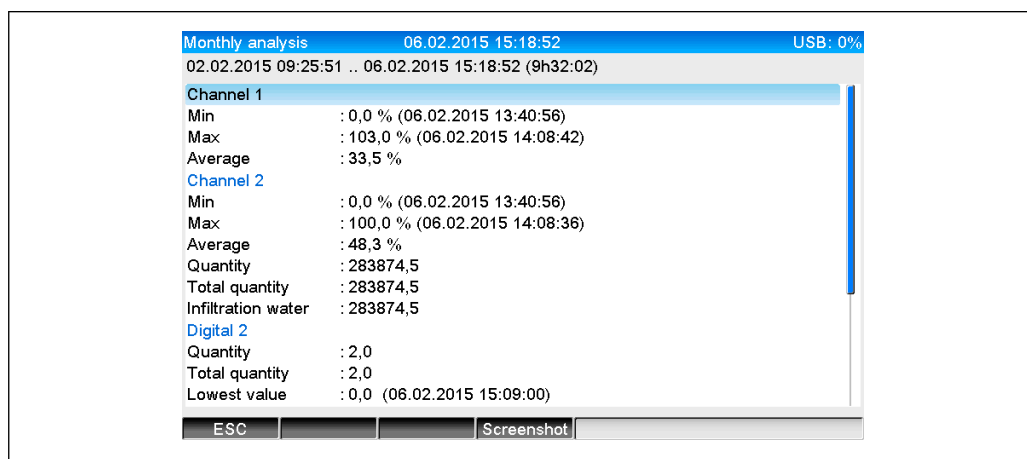 Monthly analysis 06.02.2015 15:18:52 USB: 0%
02.02.2015 09:25:51 .. 06.02.2015 15:18:52 (9h32:02)
Channel 1
Min : 0,0 % (06.02.2015 13:40:56)
Max : 103,0 % (06.02.2015 14:08:42)
Average : 33,5 %
Channel 2
Min : 0,0 % (06.02.2015 13:40:56)
Max : 100,0 % (06.02.2015 14:08:36)
Average : 48,3 %
Quantity : 283874,5
Total quantity : 283874,5
Infiltration water : 283874,5
Digital 2
Quantity : 2,0
Total quantity : 2,0
Lowest value : 0,0 (06.02.2015 15:09:00)
ESC Screenshot